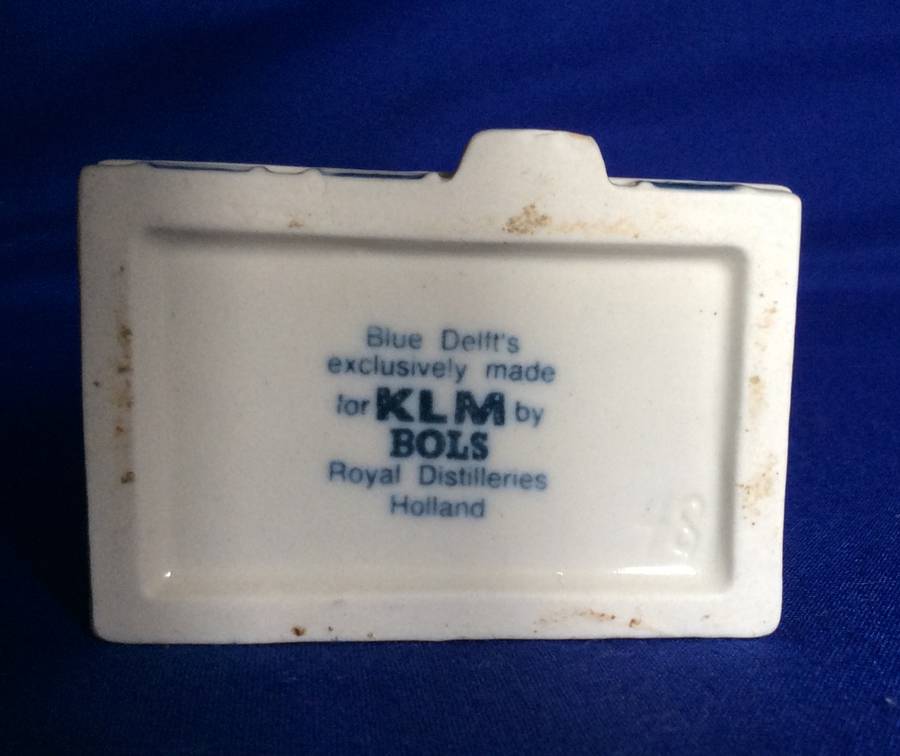 Blue Delft's
exclusively made
for KLM by
BOLS
Royal Distilleries
Holland